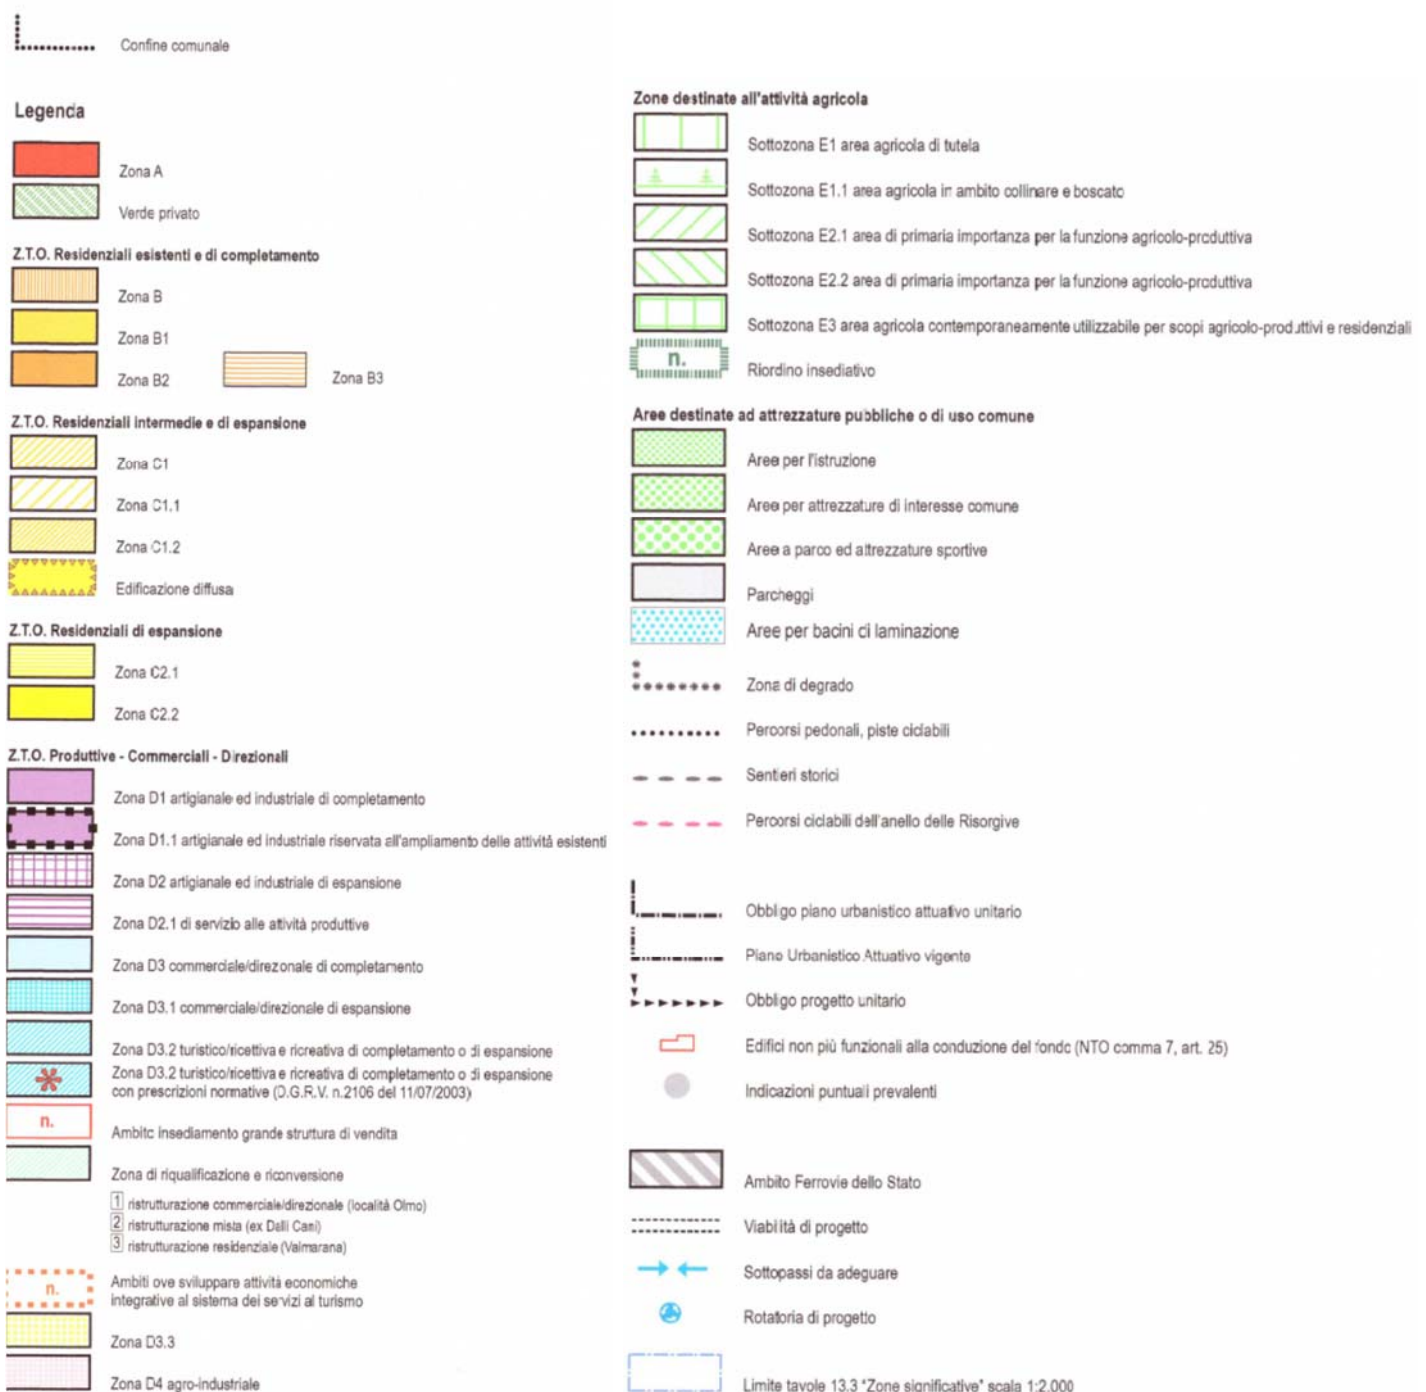 Confine comunale
Legenda
Zona A
Verde privato
Z.T.O. Residenziali esistenti e di completamento
Zona B
Zona B1
Zona B2
Zona B3
Z.T.O. Residenziali intermedie e di espansione
Zona C1
Zona C1.1
Zona C1.2
Edificazione diffusa
Z.T.O. Residenziali di espansione
Zona C2.1
Zona C2.2
Z.T.O. Produttive - Commerciali - Direzionali
Zona D1 artigianale ed industriale di completamento
Zona D1.1 artigianale ed industriale riservata all'ampliamento delle attività esistenti
Zona D2 artigianale ed industriale di espansione
Zona D2.1 di servizio alle attività produttive
Zona D3 commerciale/direzionale di completamento
Zona D3.1 commerciale/direzionale di espansione
Zona D3.2 turistico/ricettiva e ricreativa di completamento o di espansione
Zona D3.2 turistico/ricettiva e ricreativa di completamento o di espansione
con prescrizioni normative (D.G.R.V. n.2106 del 11/07/2003)
n.
Ambito insediamento grande struttura di vendita
Zona di riqualificazione e riconversione
1 ristrutturazione commerciale/direzionale (località Olmo)
2 ristrutturazione mista (ex Dalli Cani)
3 ristrutturazione residenziale (Valmarana)
n.
Ambiti ove sviluppare attività economiche
integrative al sistema dei servizi al turismo
Zona D3.3
Zona D4 agro-industriale
Zone destinate all'attività agricola
Sottozona E1 area agricola di tutela
Sottozona E1.1 area agricola in ambito collinare e boscato
Sottozona E2.1 area di primaria importanza per la funzione agricolo-produttiva
Sottozona E2.2 area di primaria importanza per la funzione agricolo-produttiva
Sottozona E3 area agricola contemporaneamente utilizzabile per scopi agricolo-produttivi e residenziali
n.
Riordino insediativo
Aree destinate ad attrezzature pubbliche o di uso comune
Aree per l'istruzione
Aree per attrezzature di interesse comune
Aree a parco ed attrezzature sportive
Parcheggi
Aree per bacini di laminazione
Zona di degrado
Percorsi pedonali, piste ciclabili
Sentieri storici
Percorsi ciclabili dell'anello delle Risorgive
Obbligo piano urbanistico attuativo unitario
Piano Urbanistico Attuativo vigente
Obbligo progetto unitario
Edifici non più funzionali alla conduzione del fondo (NTO comma 7, art. 25)
Indicazioni puntuali prevalenti
Ambito Ferrovie dello Stato
Viabilità di progetto
Sottopassi da adeguare
Rotatoria di progetto
Limite tavole 13.3 "Zone significative" scala 1:2.000